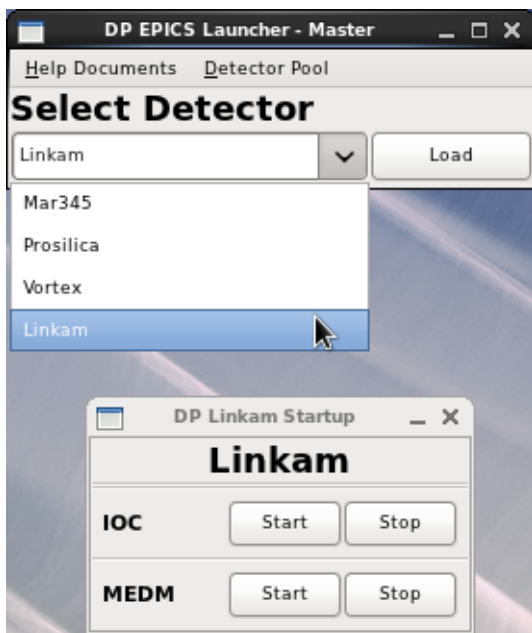 DP EPICS Launcher - Master
Help Documents Detector Pool
Select Detector
Linkam Load
Mar345
Prosilica
Vortex
Linkam
DP Linkam Startup
Linkam
IOC Start Stop
MEDM Start Stop